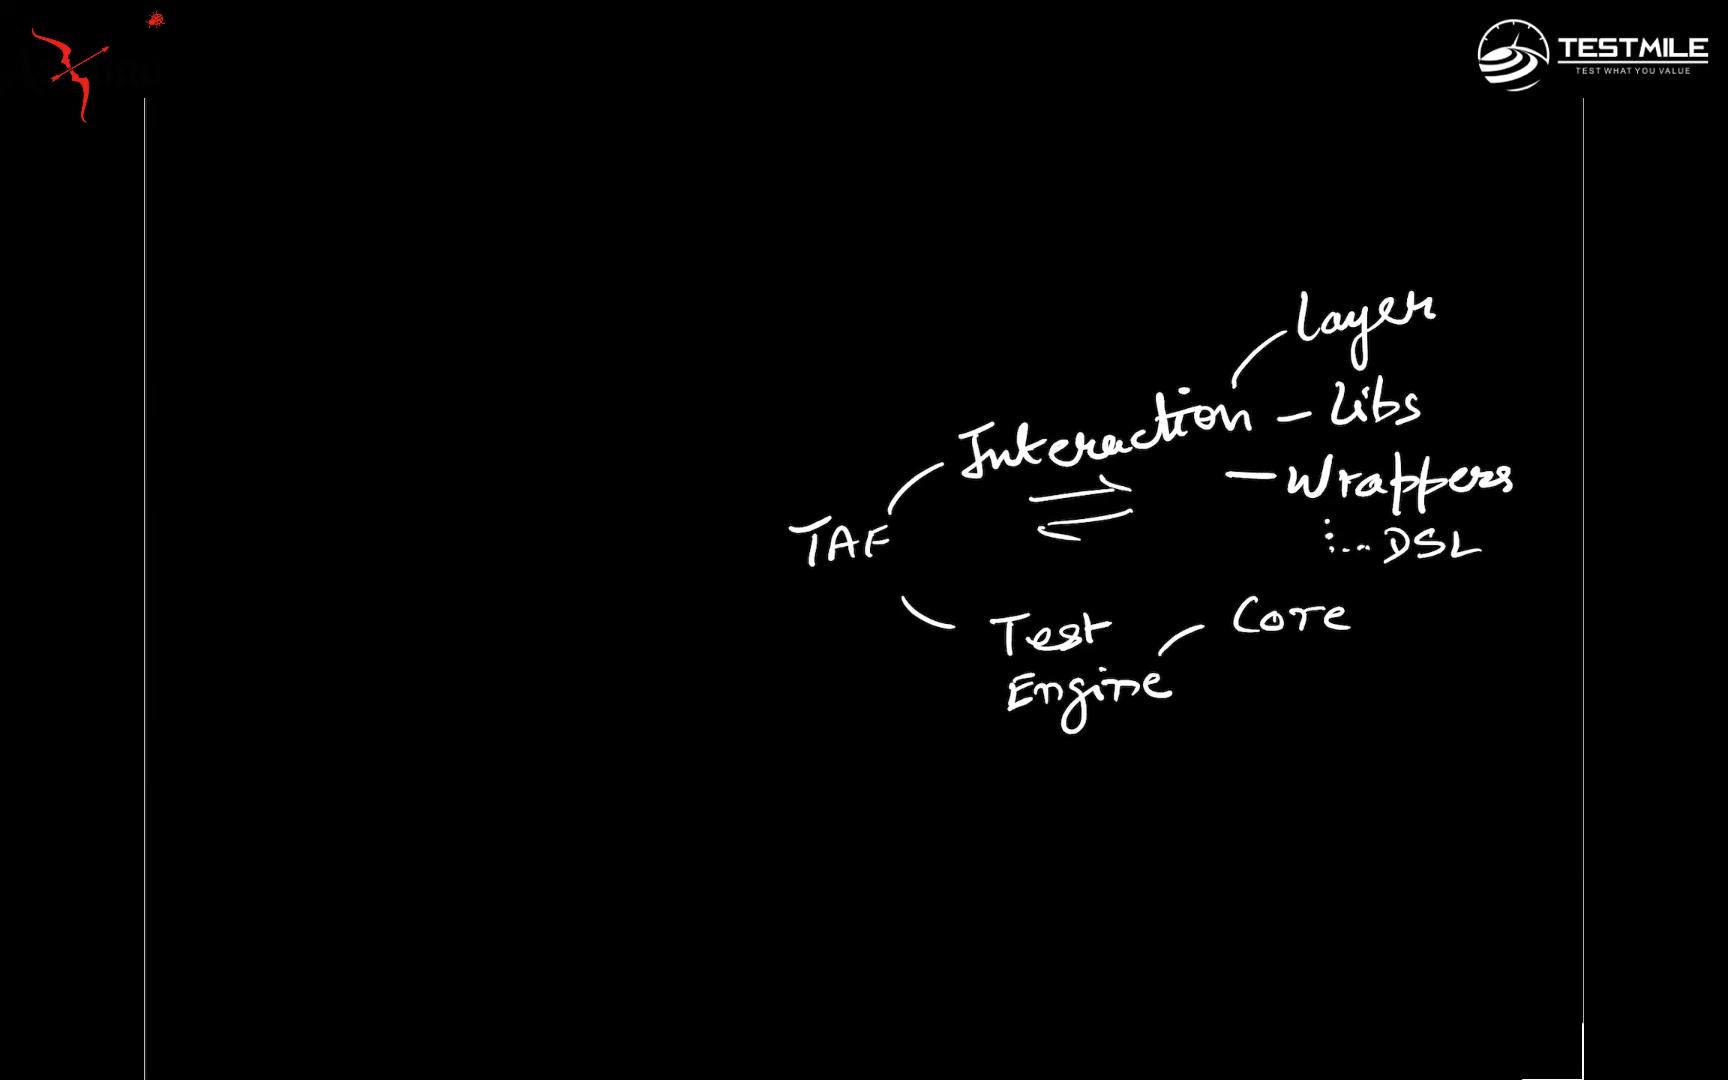 TESTMILE
TEST WHAT YOU VALUE
Layer
Interaction - Libs
- Wrappers
DSL
TAF
Test Engine
Core